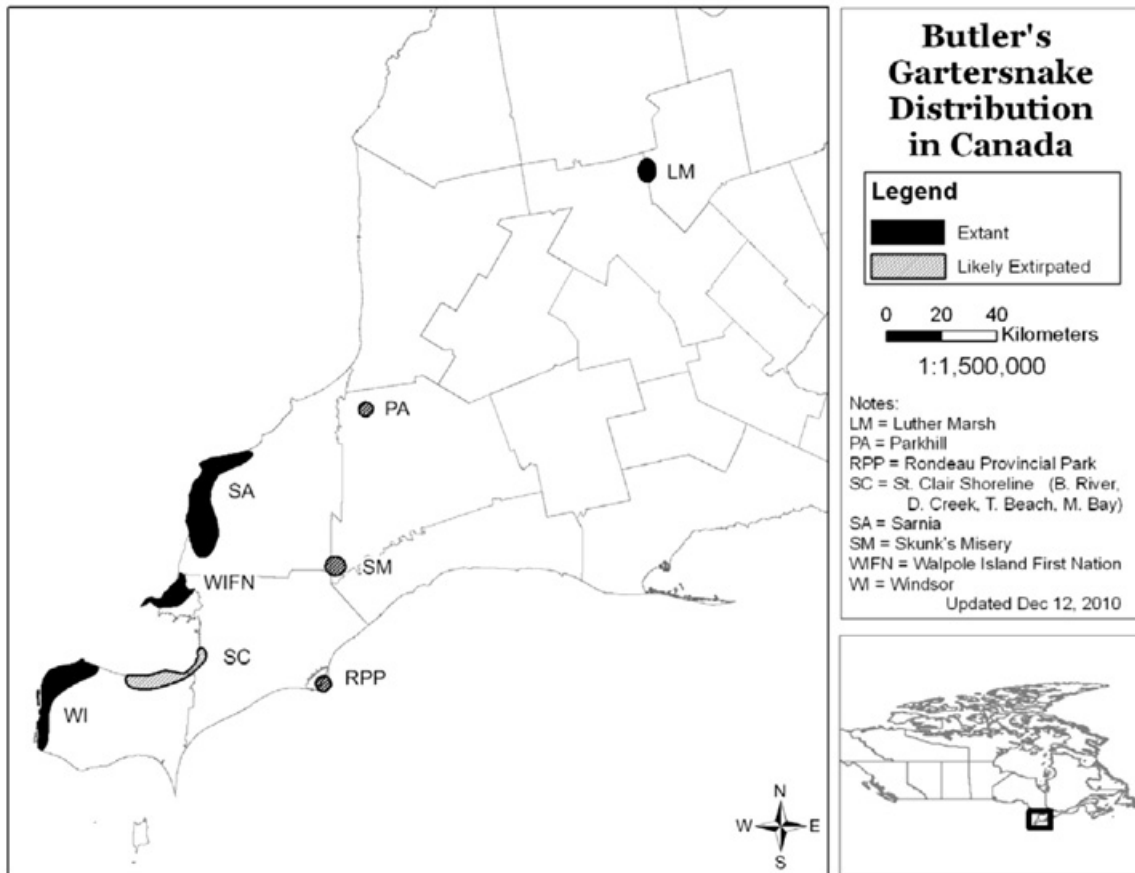 LM
PA
SA
SM
WIFN
SC
RPP
WI
N
W E
S
Butler's
Gartersnake
Distribution
in Canada
Legend
Extant
Likely Extirpated
0 20 40
Kilometers
1:1,500,000
Notes:
LM = Luther Marsh
PA = Parkhill
RPP = Rondeau Provincial Park
SC = St. Clair Shoreline (B. River,
D. Creek, T. Beach, M. Bay)
SA = Sarnia
SM = Skunk's Misery
WIFN = Walpole Island First Nation
WI = Windsor
Updated Dec 12, 2010